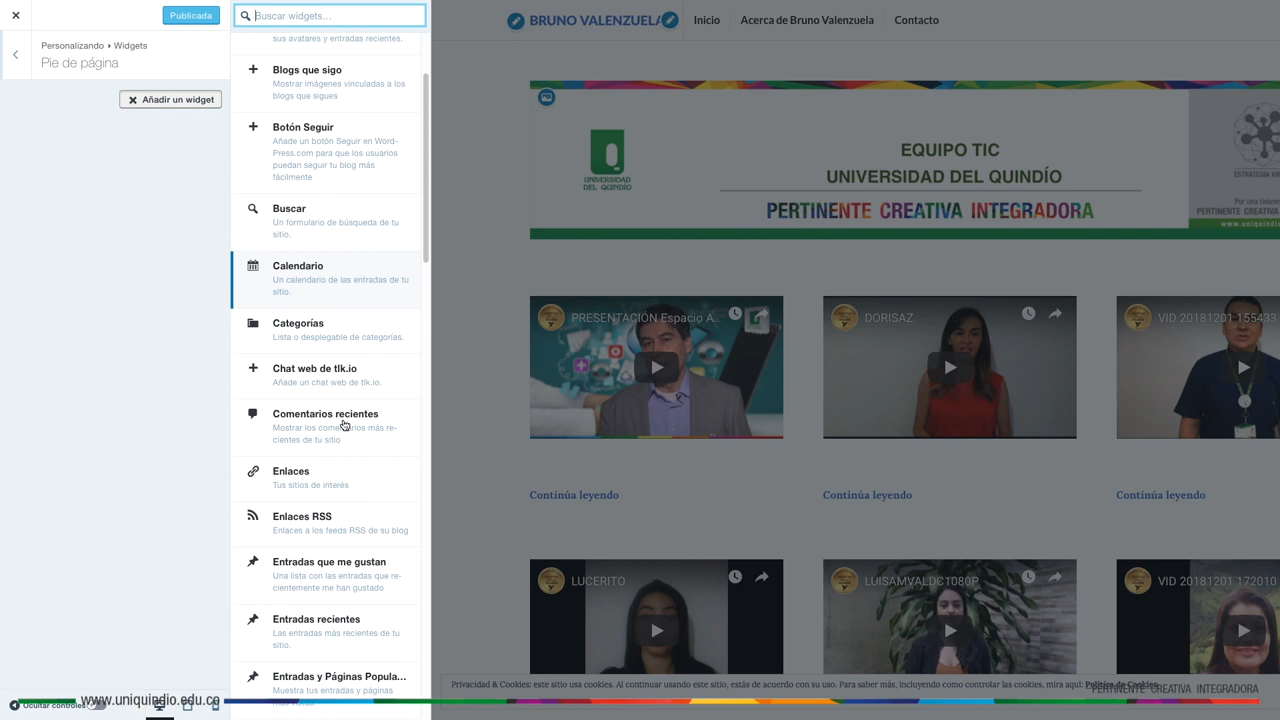 Publicada
Buscar widgets...
Personalizando ▸ Widgets
Pie de página
Añadir un widget
sus avatares y entradas recientes.
Blogs que sigo
Mostrar imágenes vinculadas a los
blogs que sigues
Botón Seguir
Añade un botón Seguir en Word-
Press.com para que los usuarios
puedan seguir tu blog más
fácilmente
Buscar
Un formulario de búsqueda de tu
sitio.
Calendario
Un calendario de las entradas de tu
sitio.
Categorías
Lista o desplegable de categorías.
Chat web de tlk.io
Añade un chat web de tlk.io.
Comentarios recientes
Mostrar los comentarios más re-
cientes de tu sitio
Enlaces
Tus sitios de interés
Enlaces RSS
Enlaces a los feeds RSS de su blog
Entradas que me gustan
Una lista con las entradas que re-
cientemente me han gustado
Entradas recientes
Las entradas más recientes de tu
sitio.
Entradas y Páginas Popula...
Muestra tus entradas y páginas
más vistas.
Ocultar controles
www.uniquindio.edu.co
BRUNO VALENZUELA
Inicio
Acerca de Bruno Valenzuela
Contacto
UNIVERSIDAD
DEL QUINDÍO
EQUIPO TIC
UNIVERSIDAD DEL QUINDÍO
PERTINENTE CREATIVA INTEGRADORA
ESTRATEGIA VI
Por una Univers
PERTINENTE CREATIVA
www.uniquindi
PRESENTACIÓN Espacio A...
DORISAZ
VID 20181201 155433
Continúa leyendo
Continúa leyendo
Continúa leyendo
LUCERITO
LUISAMVALDC1080P
VID 20181201 172010
Privacidad & Cookies: este sitio usa cookies. Al continuar usando este sitio, estás de acuerdo con su uso. Para saber más, incluyendo como controlar las cookies, mira aquí: Política de Cookies
PERTINENTE CREATIVA INTEGRADORA